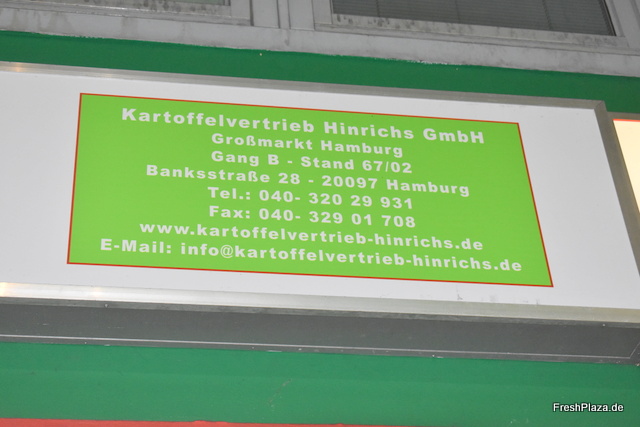 Kartoffelvertrieb Hinrichs GmbH
Großmarkt Hamburg
Gang B - Stand 67/02
Banksstraße 28 - 20097 Hamburg
Tel.: 040- 320 29 931
Fax: 040- 329 01 708
www.kartoffelvertrieb-hinrichs.de
E-Mail: info@kartoffelvertrieb-hinrichs.de
FreshPlaza.de